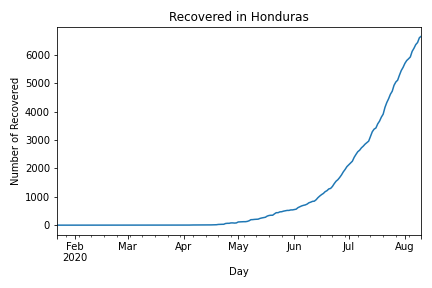 Recovered in Honduras
Number of Recovered
6000
5000
4000
3000
2000
1000
0
Feb Mar Apr May Jun Jul Aug
2020
Day